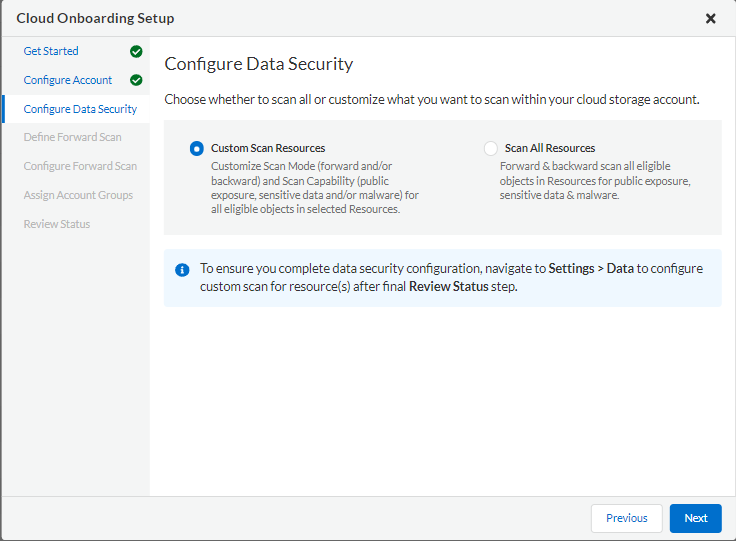 Cloud Onboarding Setup
Get Started
Configure Account
Configure Data Security
Define Forward Scan
Configure Forward Scan
Assign Account Groups
Review Status
Configure Data Security
Choose whether to scan all or customize what you want to scan within your cloud storage account.
Custom Scan Resources
Customize Scan Mode (forward and/or
backward) and Scan Capability (public
exposure, sensitive data and/or malware) for
all eligible objects in selected Resources.
Scan All Resources
Forward & backward scan all eligible
objects in Resources for public exposure,
sensitive data & malware.
To ensure you complete data security configuration, navigate to Settings > Data to configure
custom scan for resource(s) after final Review Status step.
Previous
Next